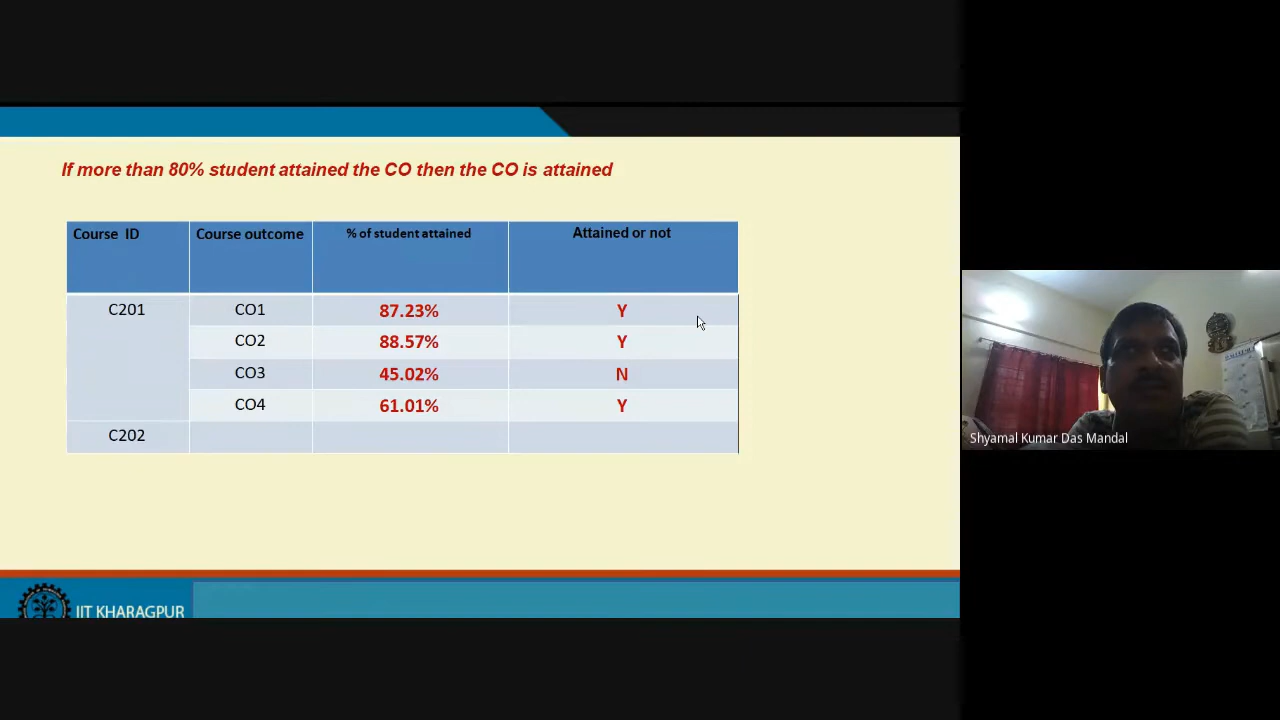 If more than 80% student attained the CO then the CO is attained
Course ID Course outcome % of student attained Attained or not
C201 CO1 87.23% Y
CO2 88.57% Y
CO3 45.02% N
CO4 61.01% Y
C202
Shyamal Kumar Das Mandal
IIT KHARAGPUR